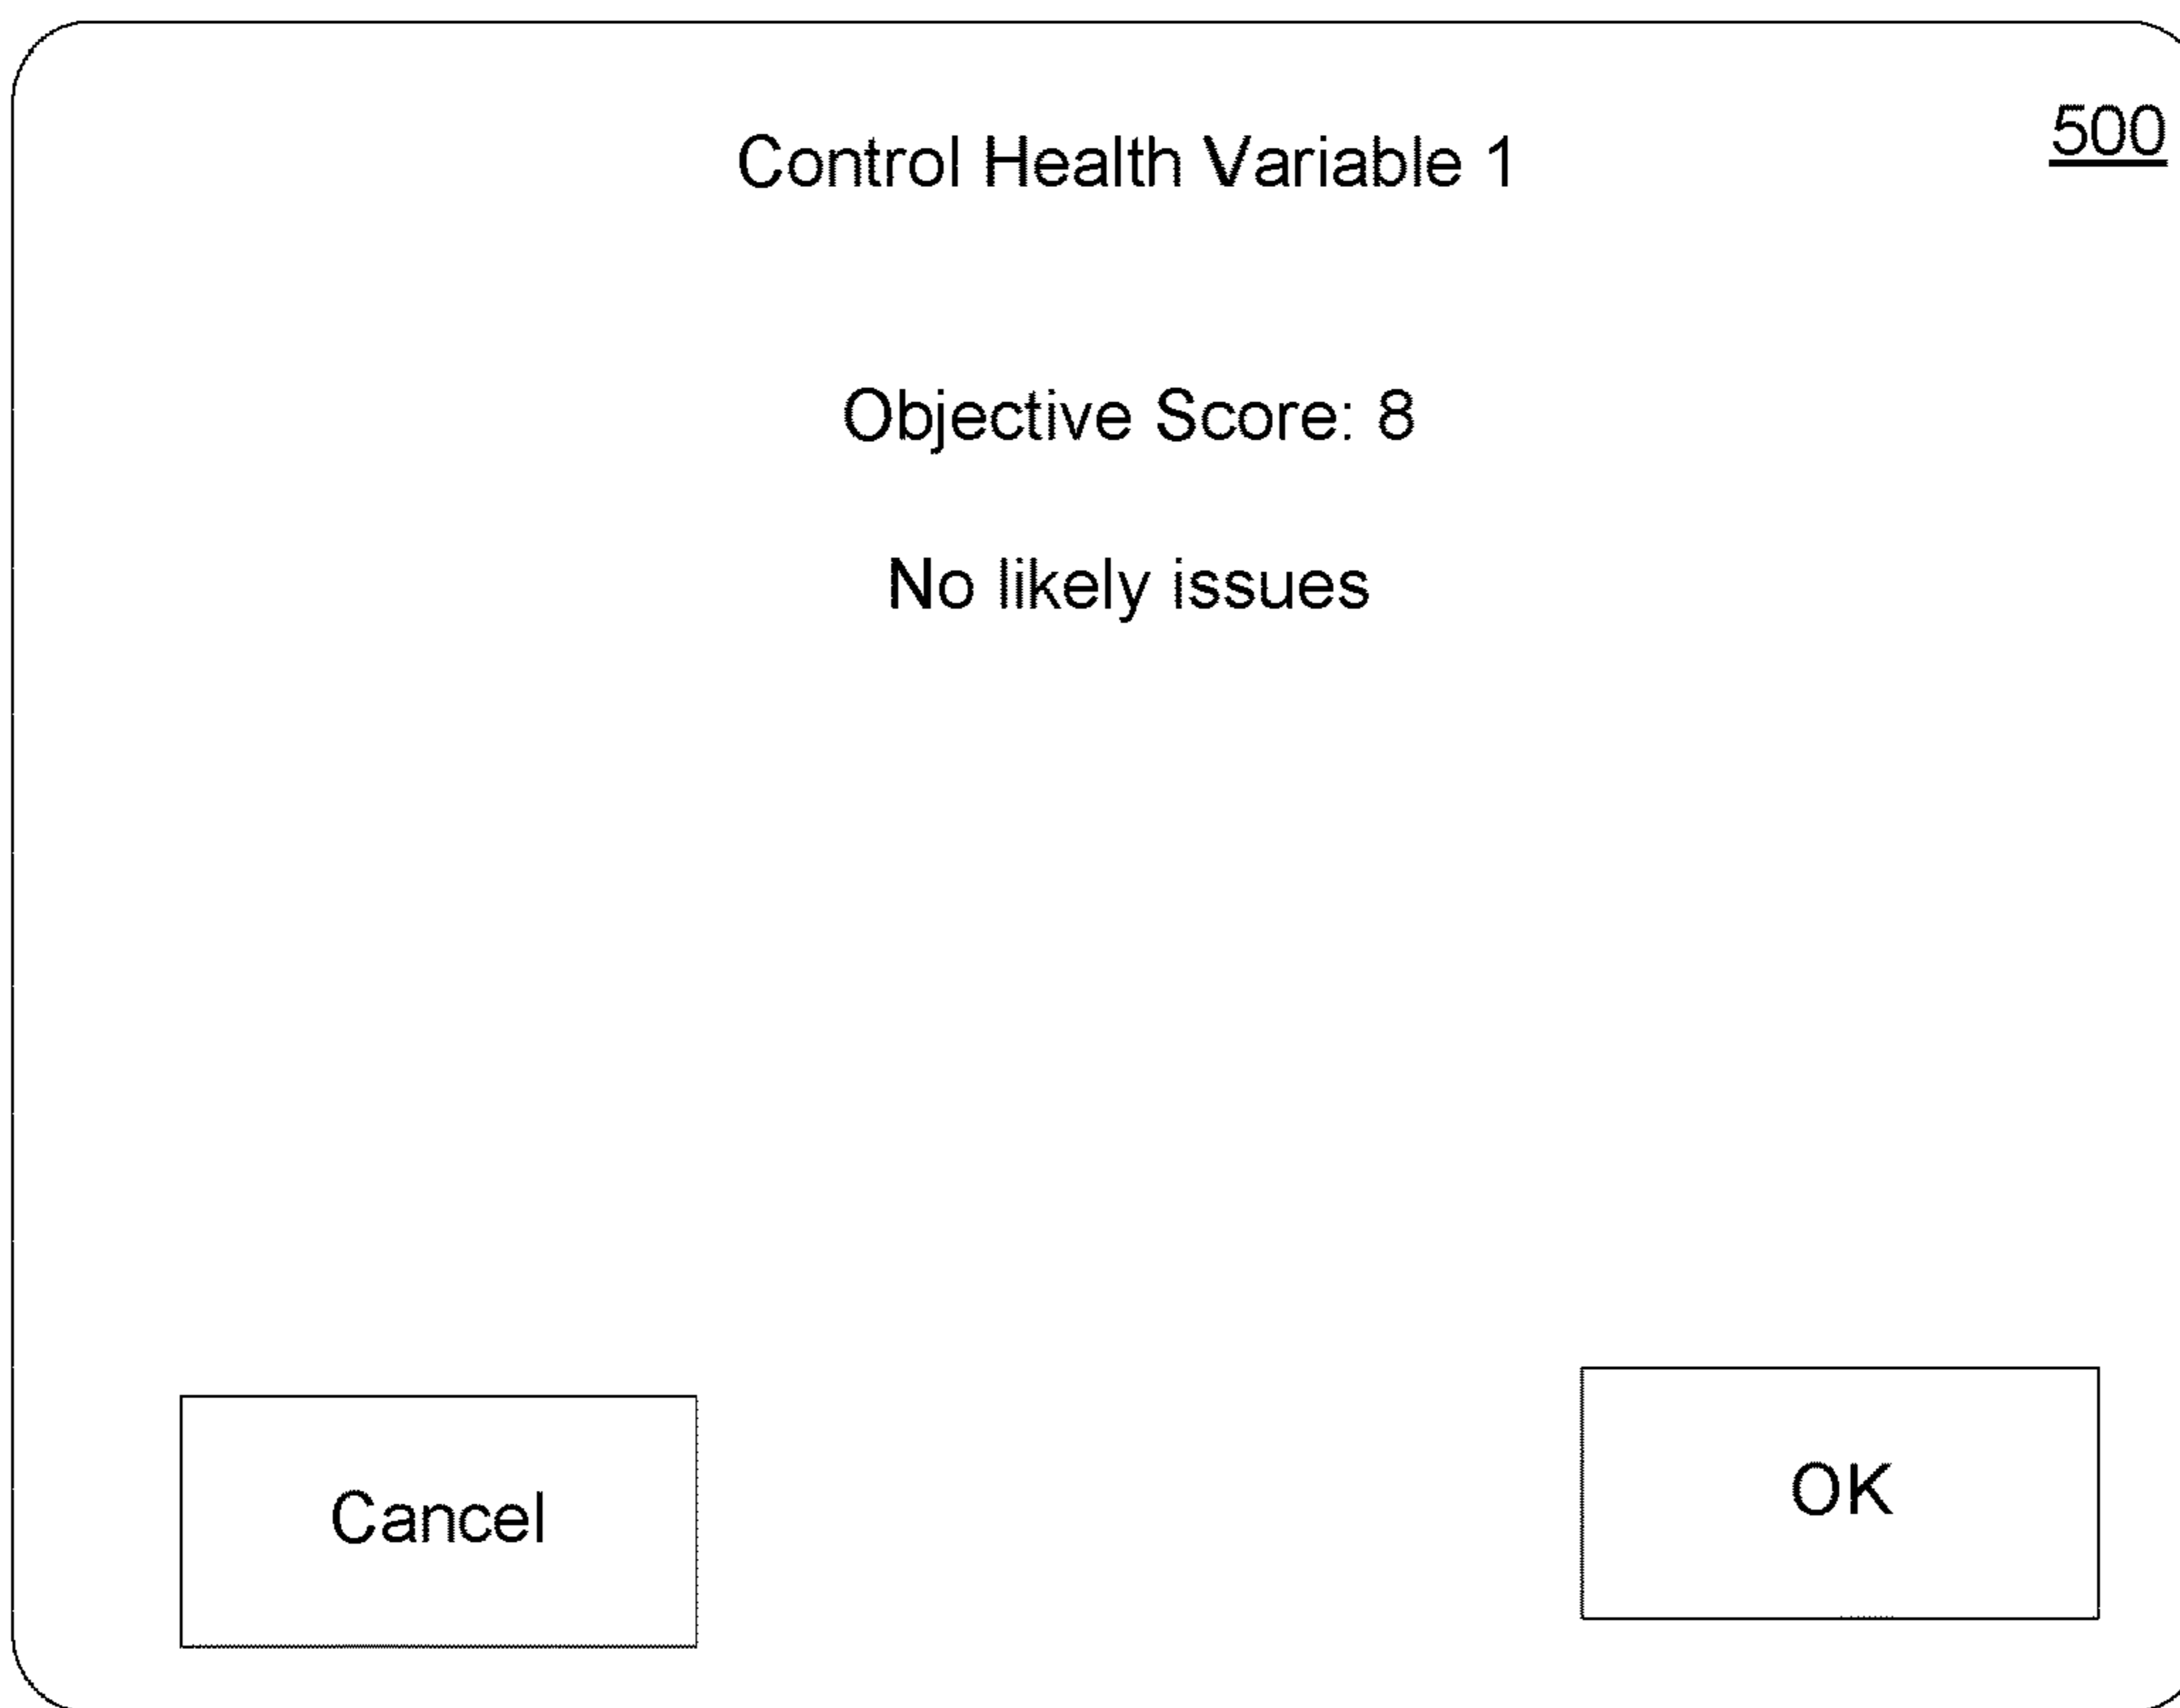 500
Control Health Variable 1
Objective Score: 8
No likely issues
Cancel
OK